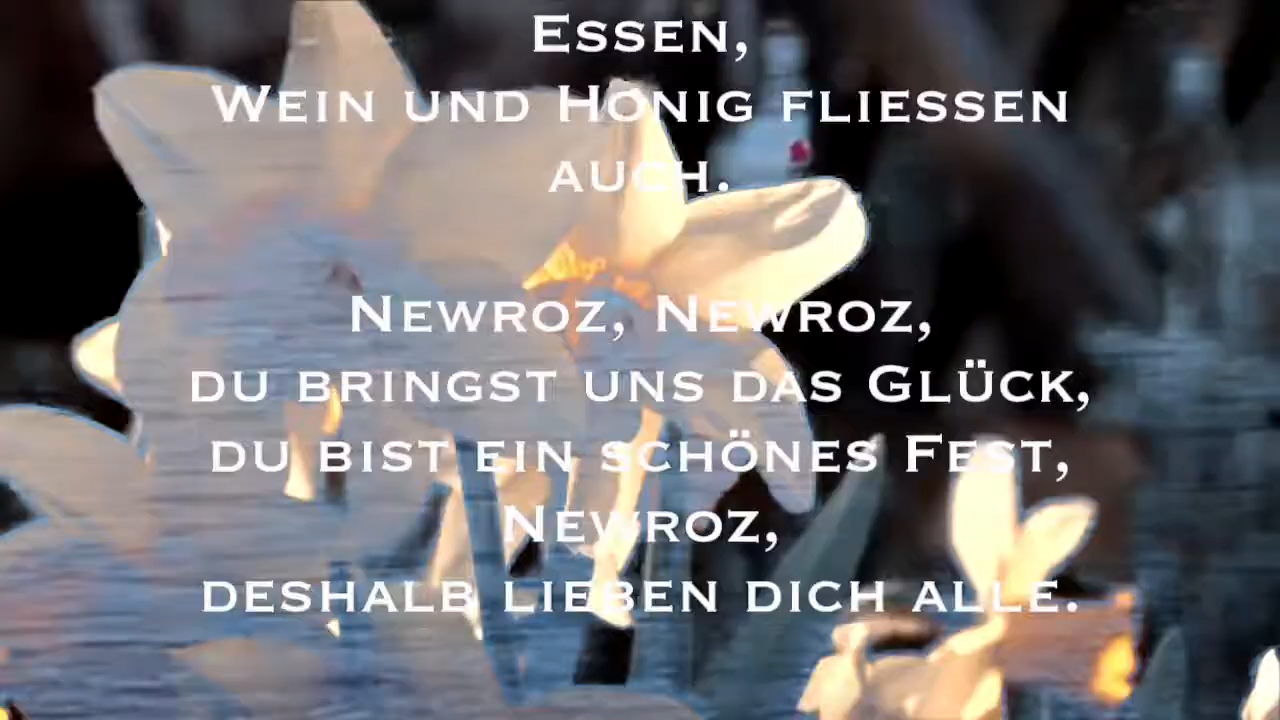 Essen,
Wein und Honig fliessen
auch.
Newroz, Newroz,
du bringst uns das Glück,
du bist ein schönes Fest,
Newroz,
deshalb lieben dich alle.